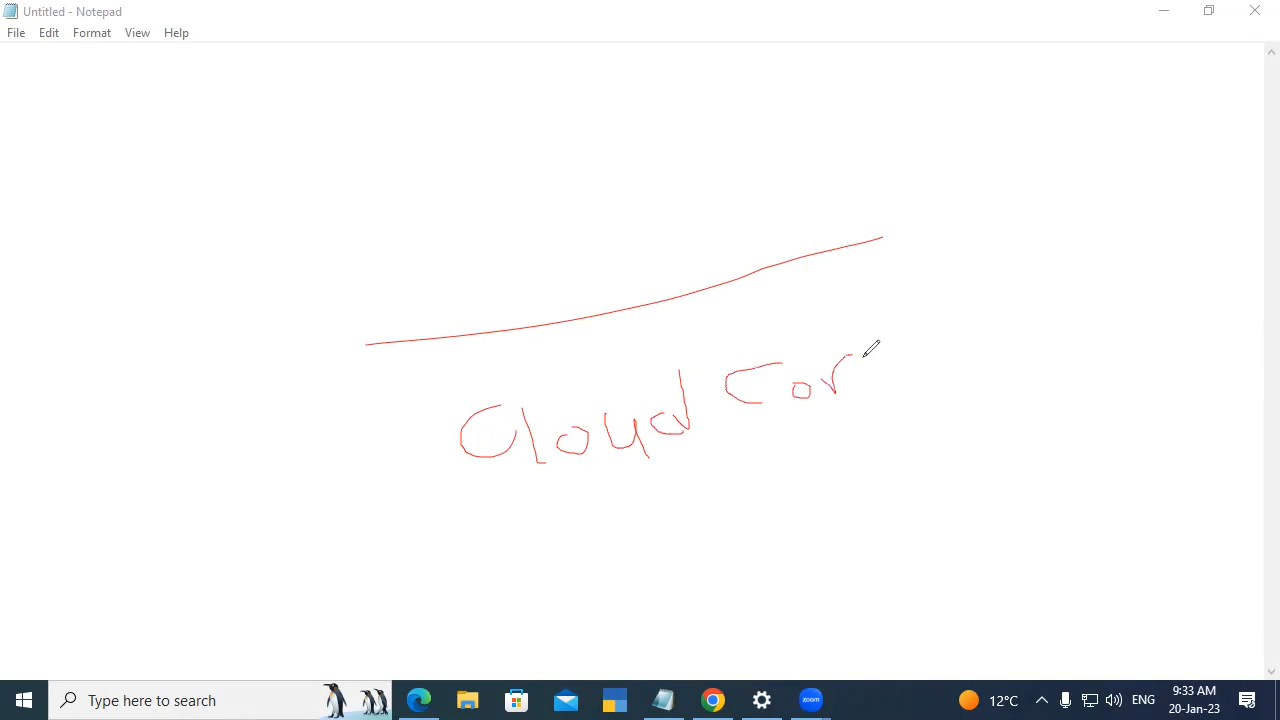 Untitled - Notepad
File Edit Format View Help
Cloud Cor
Type here to search
zoom
12°C
ENG
9:33 AM
20-Jan-23